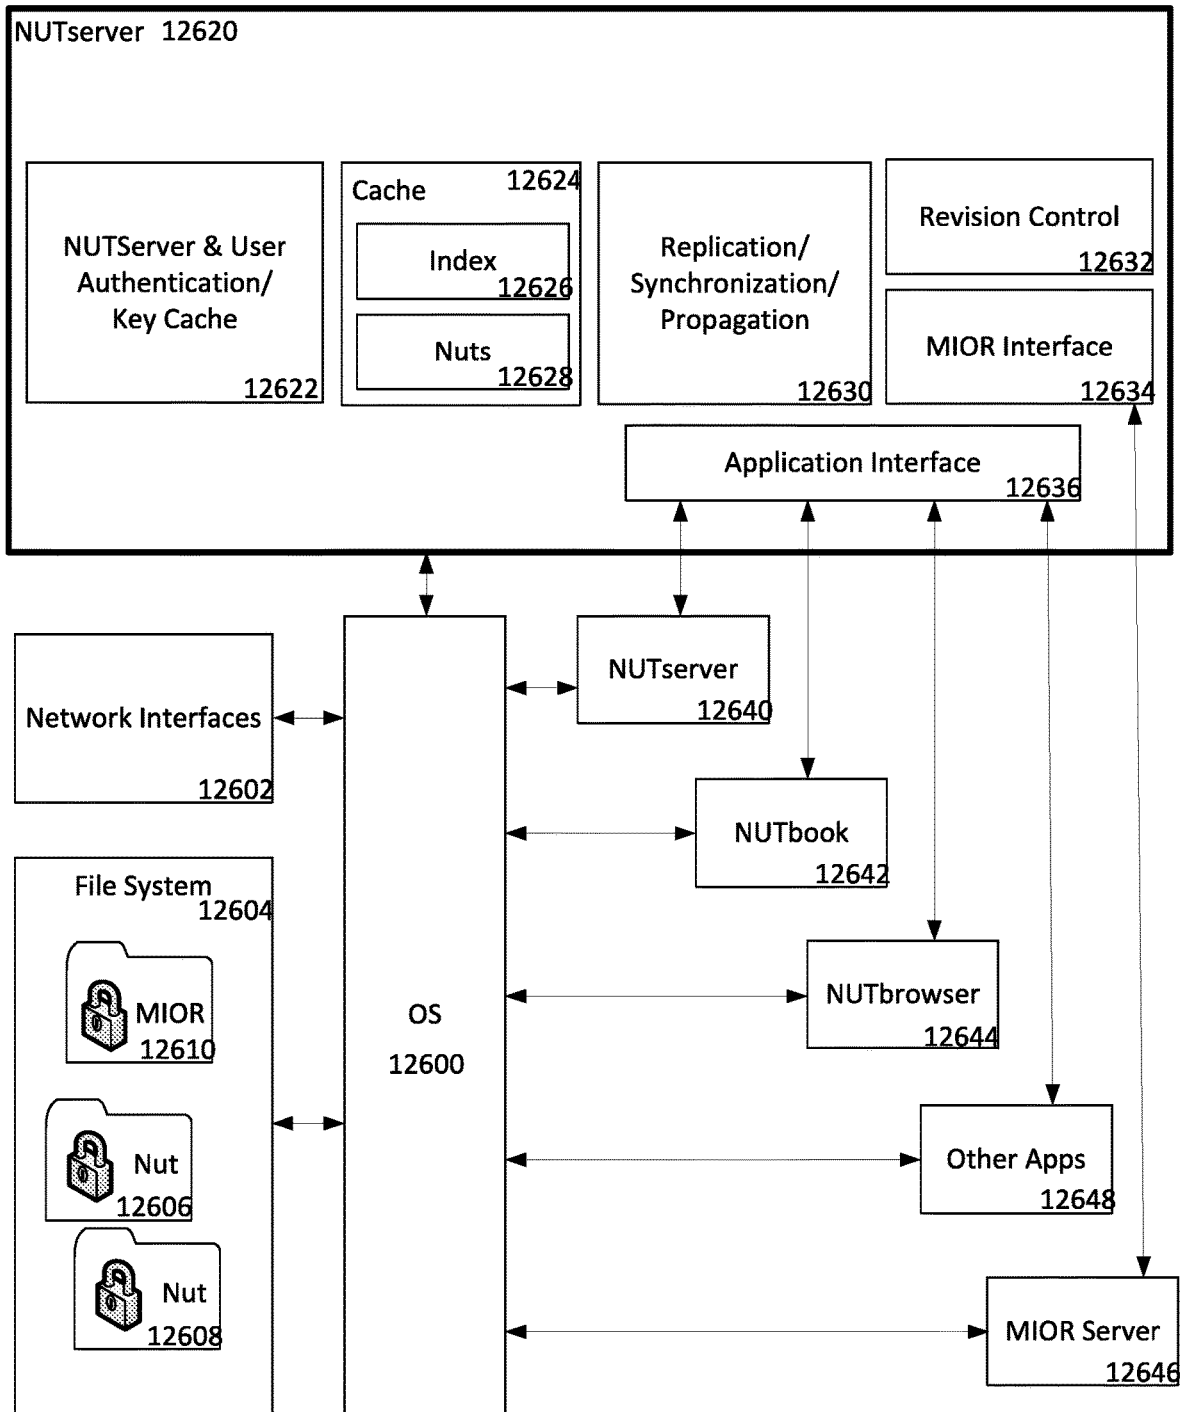 NUTserver 12620
NUTServer & User
Authentication/
Key Cache
12622
Cache
12624
Index
12626
Nuts
12628
Replication/
Synchronization/
Propagation
12630
Revision Control
12632
MIOR Interface
12634
Application Interface
12636
Network Interfaces
12602
File System
12604
MIOR
12610
Nut
12606
Nut
12608
OS
12600
NUTserver
12640
NUTbook
12642
NUTbrowser
12644
Other Apps
12648
MIOR Server
12646